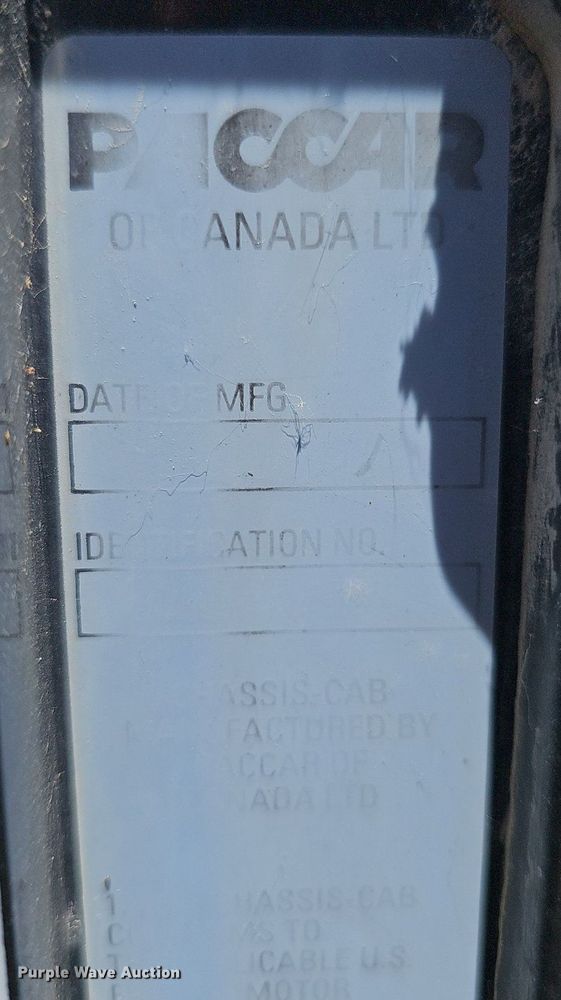 PACCAR
OF CANADA LTD
DATE OF MFG.
IDENTIFICATION NO.
CHASSIS-CAB
MANUFACTURED BY
PACCAR OF
CANADA LTD
1. CHASSIS-CAB
TO
APPLICABLE U.S.
MOTOR
Purple Wave Auction